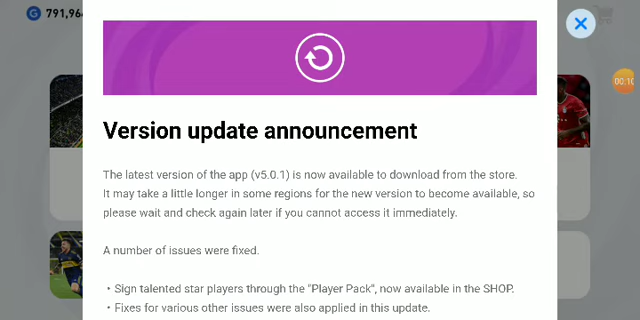 791,96
00:10
Version update announcement
The latest version of the app (v5.0.1) is now available to download from the store.
It may take a little longer in some regions for the new version to become available, so
please wait and check again later if you cannot access it immediately.
A number of issues were fixed.
・Sign talented star players through the "Player Pack", now available in the SHOP.
・Fixes for various other issues were also applied in this update.